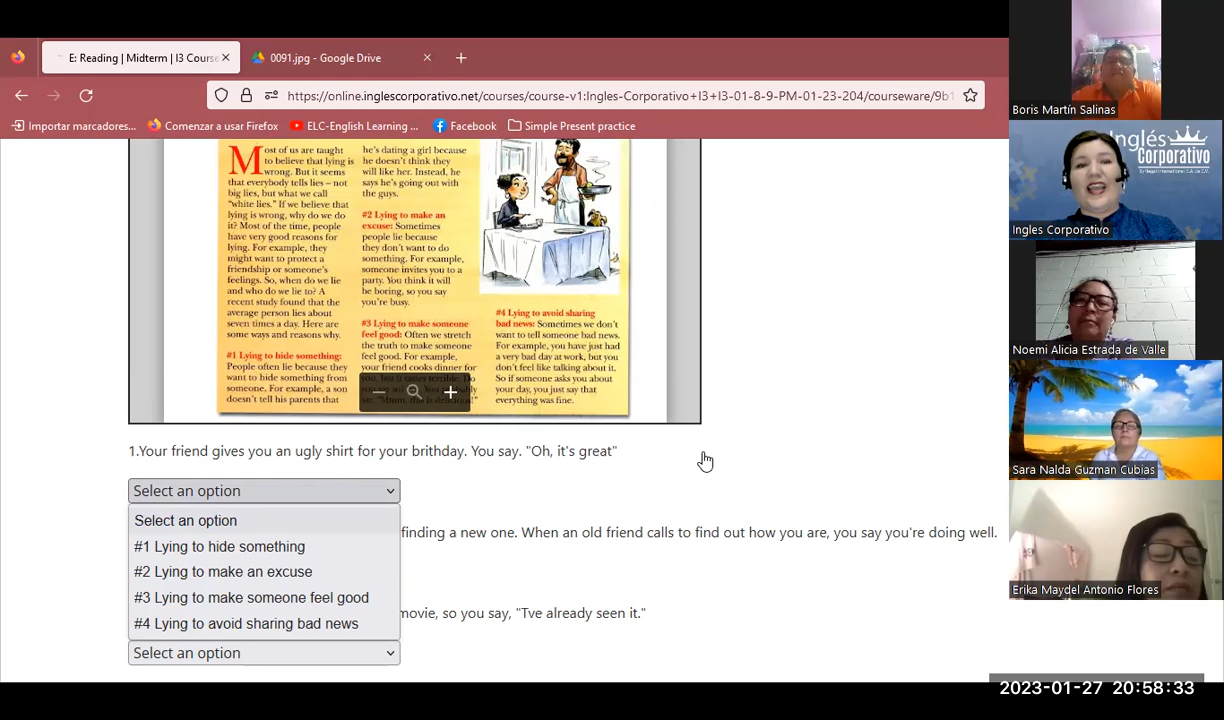 E: Reading | Midterm | I3 Course
0091.jpg - Google Drive
https://online.inglescorporativo.net/courses/course-v1:Ingles-Corporativo+I3+I3-01-8-9-PM-01-23-204/courseware/9b1
Importar marcadores...
Comenzar a usar Firefox
ELC-English Learning ...
Facebook
Simple Present practice
Most of us are taught
to believe that lying is
wrong. But it seems
that everybody tells lies – not
big lies, but what we call
"white lies." If we believe that
lying is wrong, why do we do
it? Most of the time, people
have very good reasons for
lying. For example, they
might want to protect a
friendship or someone's
feelings. So, when do we lie
and who do we lie to? A
recent study found that the
average person lies about
seven times a day. Here are
some ways and reasons why.
#1 Lying to hide something:
People often lie because they
want to hide something from
someone. For example, a son
doesn't tell his parents that
he's dating a girl because
he doesn't think they
will like her. Instead, he
says he's going out with
the guys.
#2 Lying to make an
excuse: Sometimes
people lie because
they don't want to do
something. For example,
someone invites you to a
party. You think it will
be boring, so you say
you're busy.
#3 Lying to make someone
feel good: Often we stretch
the truth to make someone
feel good. For example,
your friend cooks dinner for
#4 Lying to avoid sharing
bad news: Sometimes we don't
want to tell someone bad news.
For example, you have just had
a very bad day at work, but you
don't feel like talking about it.
So if someone asks you about
your day, you just say that
everything was fine.
1.Your friend gives you an ugly shirt for your brithday. You say. "Oh, it's great"
Select an option
Select an option
#1 Lying to hide something
#2 Lying to make an excuse
#3 Lying to make someone feel good
#4 Lying to avoid sharing bad news
finding a new one. When an old friend calls to find out how you are, you say you're doing well.
movie, so you say, "Tve already seen it."
Select an option
Boris Martín Salinas
Inglés
Corporativo
Ingles Corporativo
Noemi Alicia Estrada de Valle
Sara Nalda Guzman Cubias
Erika Maydel Antonio Flores
2023-01-27 20:58:33